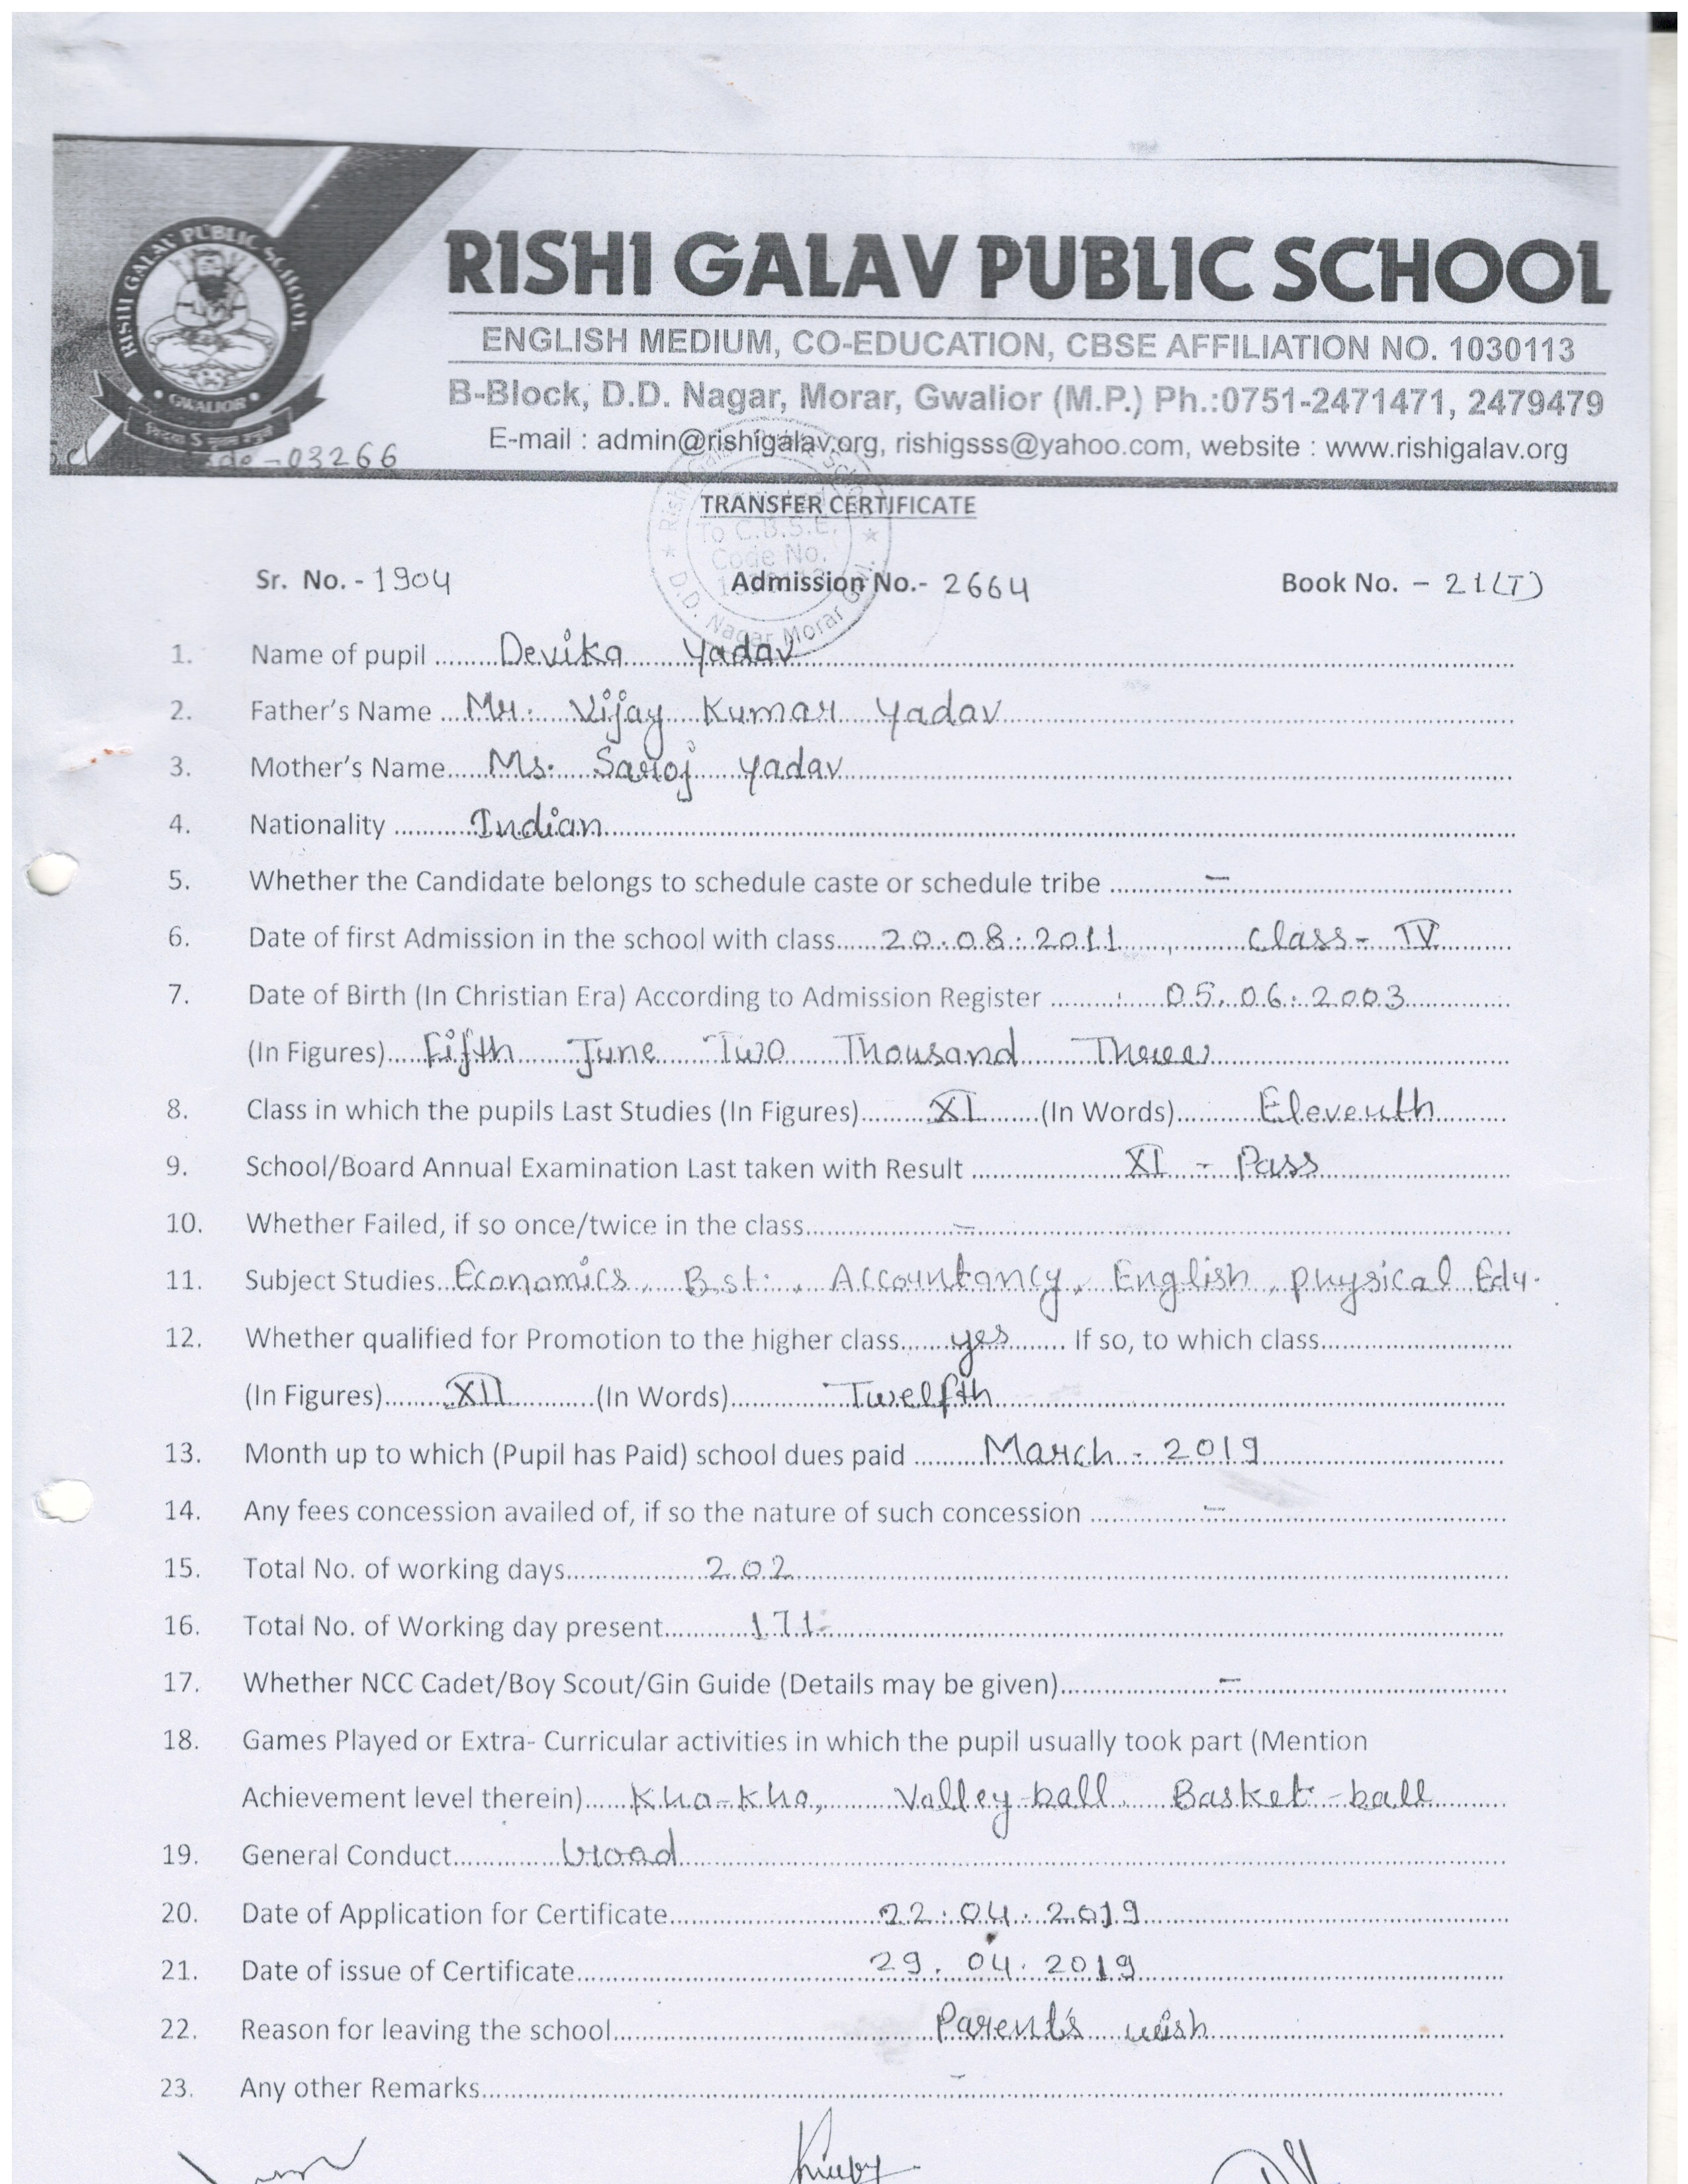 RISHI GALAV PUBLIC SCHOOL
GWALIOR
RISHI GALAV PUBLIC SCHOOL
ENGLISH MEDIUM, CO-EDUCATION, CBSE AFFILIATION NO. 1030113
B-Block, D.D. Nagar, Morar, Gwalior (M.P.) Ph.:0751-2471471, 2479479
E-mail : admin@rishigalav.org, rishigsss@yahoo.com, website : www.rishigalav.org
-03266
TRANSFER CERTIFICATE
To C.B.S.E.
Code No.
D.D. Nagar Morar
Sr. No. - 1904 Admission No.- 2664 Book No. - 21(T)
1. Name of pupil ........Devika Yadav
2. Father's Name ....Mr. Vijay Kumar Yadav
3. Mother's Name......Ms. Saroj Yadav
4. Nationality ...........Indian
5. Whether the Candidate belongs to schedule caste or schedule tribe ............–
6. Date of first Admission in the school with class......20.08.2011, Class- IV
7. Date of Birth (In Christian Era) According to Admission Register ..........05.06.2003
(In Figures).....Fifth June Two Thousand Three
8. Class in which the pupils Last Studies (In Figures).........XI.......(In Words)..........Eleventh
9. School/Board Annual Examination Last taken with Result ....................XI - Pass
10. Whether Failed, if so once/twice in the class....................–
11. Subject Studies..Economics, B.st., Accountancy, English, physical Edu.
12. Whether qualified for Promotion to the higher class.......yes........ If so, to which class...........................
(In Figures).........XII............(In Words)..............Twelfth
13. Month up to which (Pupil has Paid) school dues paid .........March - 2019
14. Any fees concession availed of, if so the nature of such concession ...............–
15. Total No. of working days...................202
16. Total No. of Working day present...........171
17. Whether NCC Cadet/Boy Scout/Gin Guide (Details may be given).....................–
18. Games Played or Extra- Curricular activities in which the pupil usually took part (Mention
Achievement level therein).....Kho-Kho, Valley-ball, Basket-ball
19. General Conduct..............Good
20. Date of Application for Certificate...........................22.04.2019
21. Date of issue of Certificate......................................29.04.2019
22. Reason for leaving the school.......................................Parent's wish
23. Any other Remarks.......................................................–